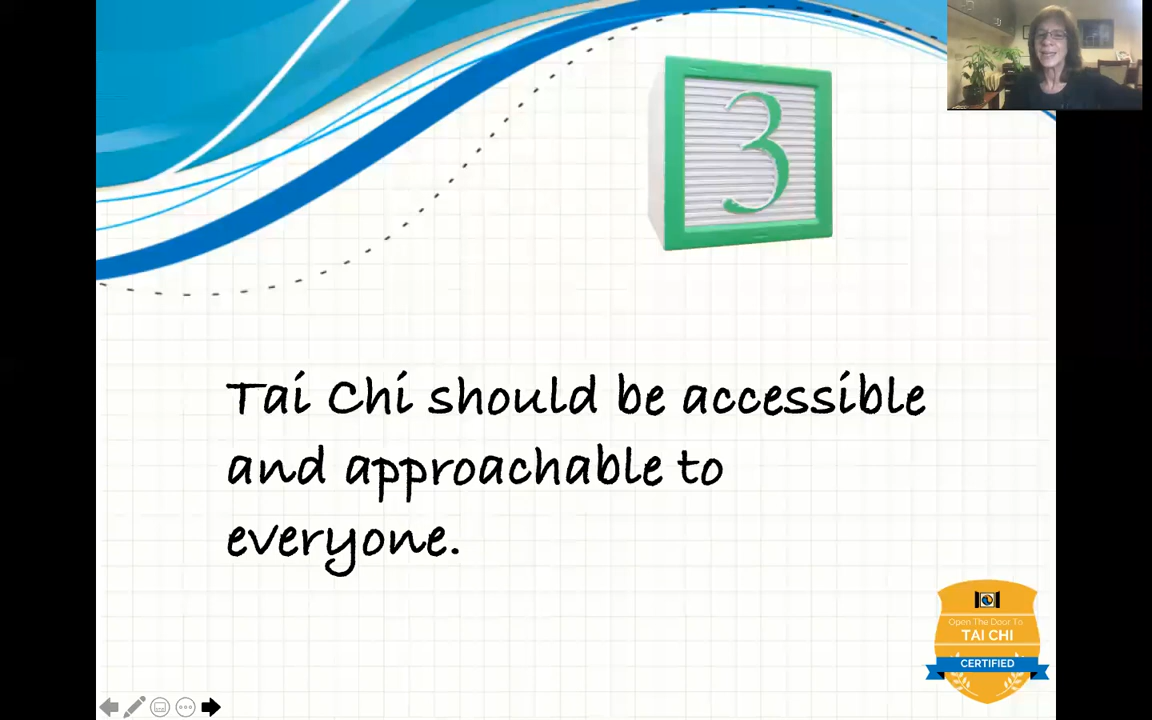 3
Tai Chi should be accessible
and approachable to
everyone.
Open The Door To
TAI CHI
CERTIFIED